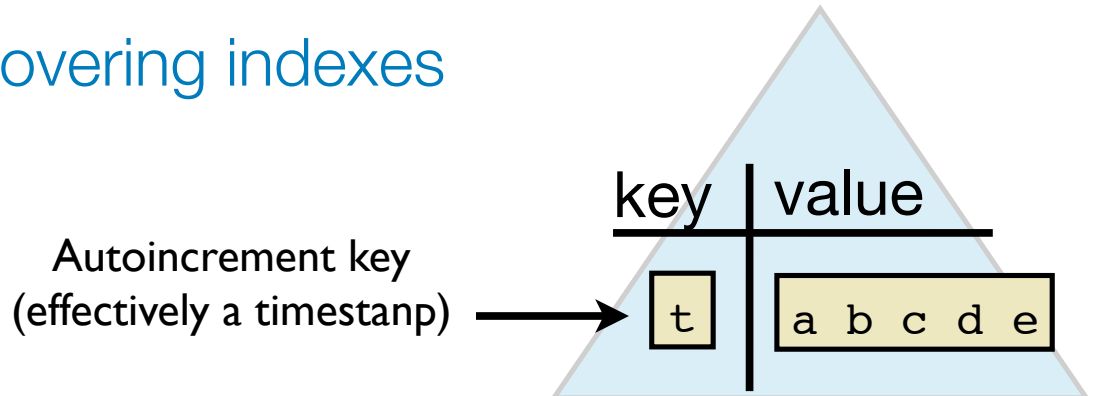 overing indexes
key value
Autoincrement key
(effectively a timestanp)
t a b c d e